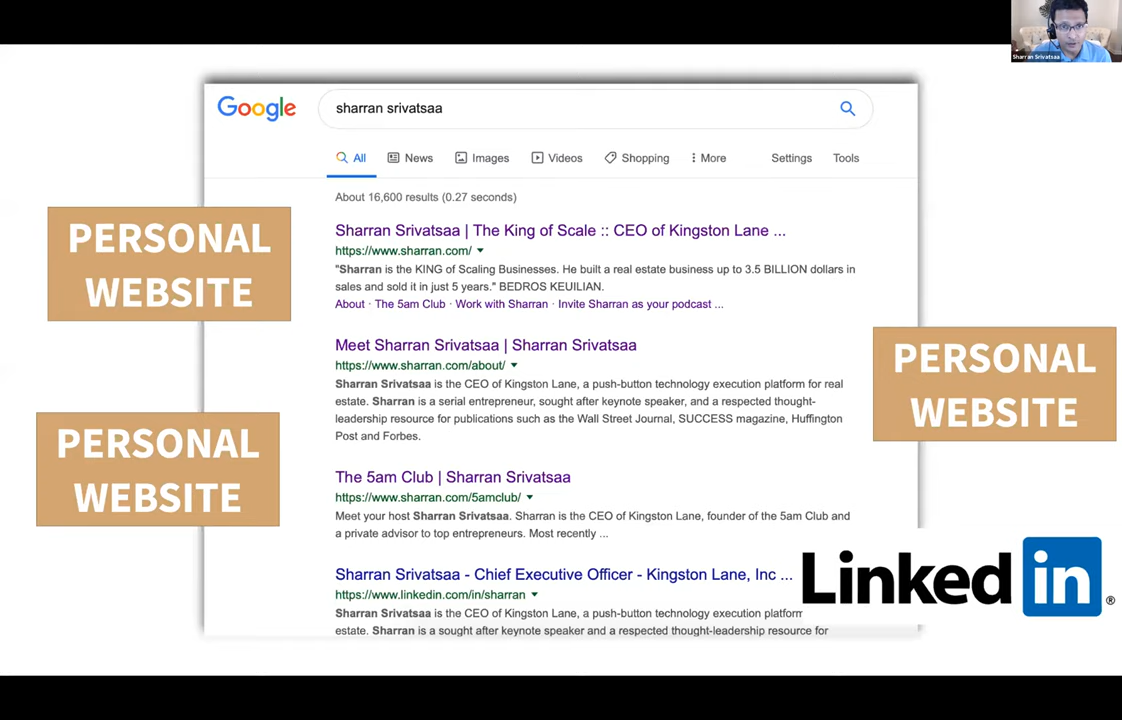 Sharran Srivatsaa
Google
sharran srivatsaa
All News Images Videos Shopping More Settings Tools
About 16,600 results (0.27 seconds)
Sharran Srivatsaa | The King of Scale :: CEO of Kingston Lane ...
https://www.sharran.com/
"Sharran is the KING of Scaling Businesses. He built a real estate business up to 3.5 BILLION dollars in
sales and sold it in just 5 years." BEDROS KEUILIAN.
About · The 5am Club · Work with Sharran · Invite Sharran as your podcast ...
PERSONAL
WEBSITE
Meet Sharran Srivatsaa | Sharran Srivatsaa
https://www.sharran.com/about/
Sharran Srivatsaa is the CEO of Kingston Lane, a push-button technology execution platform for real
estate. Sharran is a serial entrepreneur, sought after keynote speaker, and a respected thought-
leadership resource for publications such as the Wall Street Journal, SUCCESS magazine, Huffington
Post and Forbes.
PERSONAL
WEBSITE
The 5am Club | Sharran Srivatsaa
https://www.sharran.com/5amclub/
Meet your host Sharran Srivatsaa. Sharran is the CEO of Kingston Lane, founder of the 5am Club and
a private advisor to top entrepreneurs. Most recently ...
PERSONAL
WEBSITE
Sharran Srivatsaa - Chief Executive Officer - Kingston Lane, Inc ...
https://www.linkedin.com/in/sharran
Sharran Srivatsaa is the CEO of Kingston Lane, a push-button technology execution platform
estate. Sharran is a sought after keynote speaker and a respected thought-leadership resource for
Linked in ®